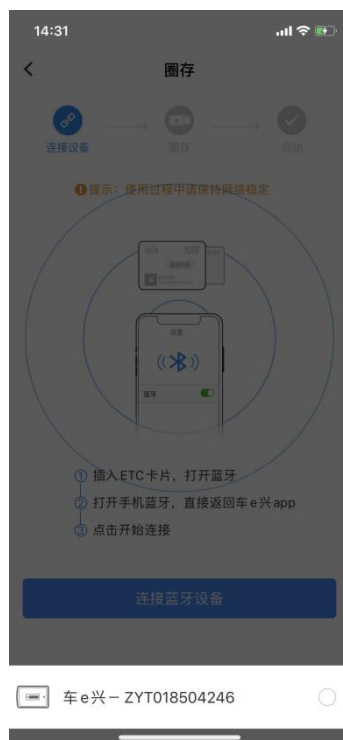 14:31
圈存
连接设备
圈存
成功
提示：使用过程中请保持网络稳定
设置
蓝牙
① 插入ETC卡片，打开蓝牙
② 打开手机蓝牙，直接返回车e兴app
③ 点击开始连接
连接蓝牙设备
车e兴－ZYT018504246